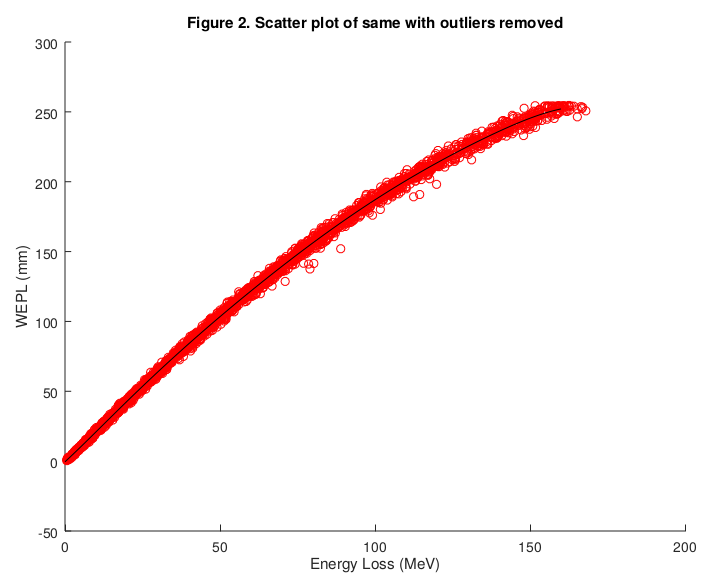 Figure 2. Scatter plot of same with outliers removed
300
250
200
150
100
50
0
-50
WEPL (mm)
0 50 100 150 200
Energy Loss (MeV)